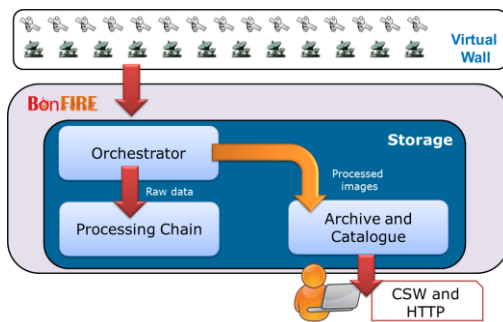 Virtual
Wall
BonFIRE
Storage
Orchestrator
Processed
images
Raw data
Processing Chain
Archive and
Catalogue
CSW and
HTTP